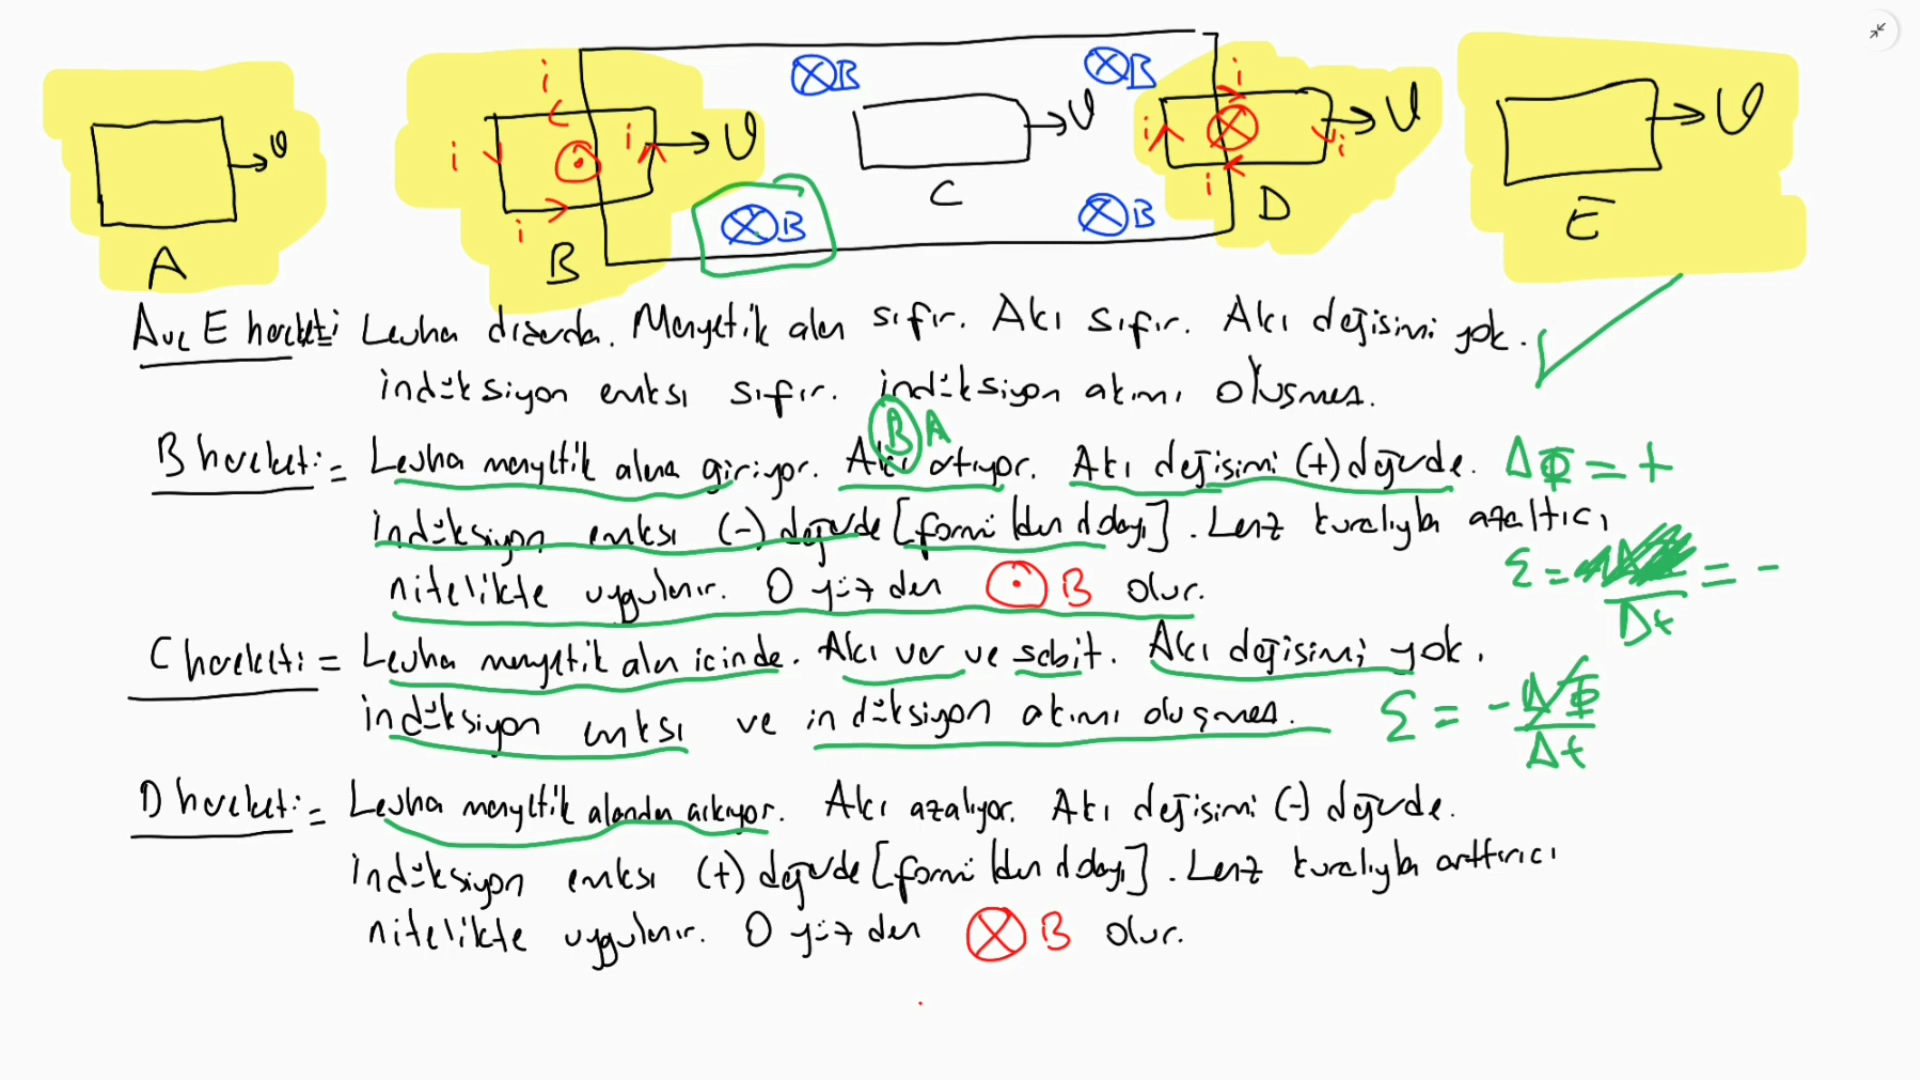 i ⊗B ⊗B i
i i υ υ i i υ υ
υ
⊗B C ⊗B i D E
A i B
A ve E hareketi Levha dışarda. Manyetik alan sıfır. Akı sıfır. Akı değişimi yok.
indüksiyon emksı sıfır. indüksiyon akımı oluşmaz.
B A
B hareketi = Levha manyetik alana giriyor. Akı artıyor. Akı değişimi (+) değerde. ΔΦ = +
indüksiyon emksı (-) değerde [formülden dolayı]. Lenz kuralıyla azaltıcı
nitelikte uygulanır. O yüzden ⊙ B olur. Ɛ = /Δt = -
C hareketi = Levha manyetik alan içinde. Akı var ve sabit. Akı değişimi yok.
indüksiyon emksı ve indüksiyon akımı oluşmaz. Ɛ = -ΔΦ/Δt
D hareketi = Levha manyetik alandan çıkıyor. Akı azalıyor. Akı değişimi (-) değerde.
indüksiyon emksı (+) değerde [formülden dolayı]. Lenz kuralıyla arttırıcı
nitelikte uygulanır. O yüzden ⊗ B olur.